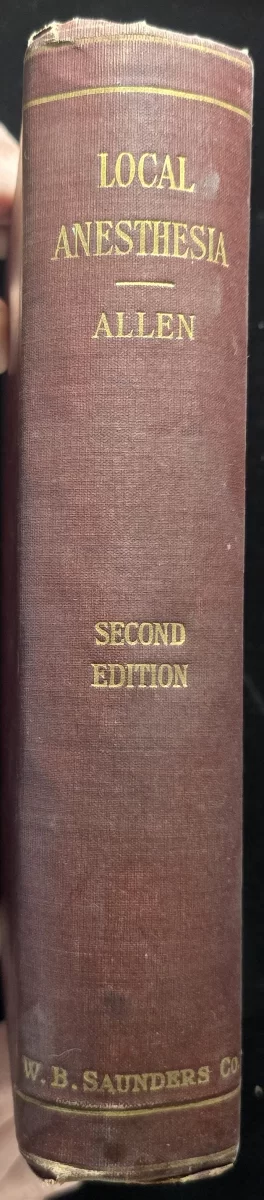 LOCAL
ANESTHESIA
ALLEN
SECOND
EDITION
W. B. SAUNDERS CO